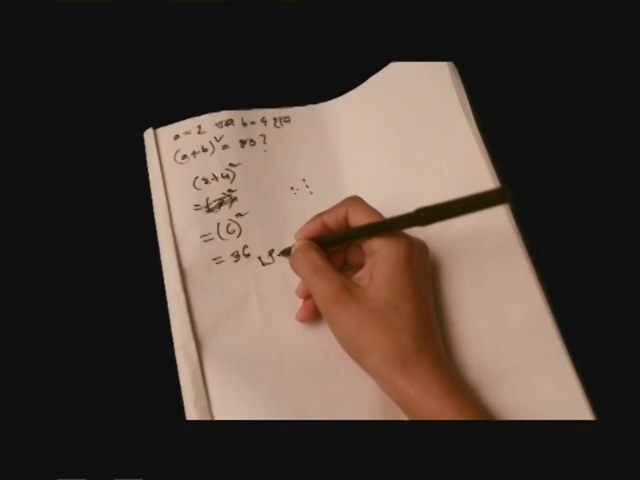 a = 2 এবং b = 4 হলে
(a+b)² = কত?
(2+4)²
=
= (6)²
= 36